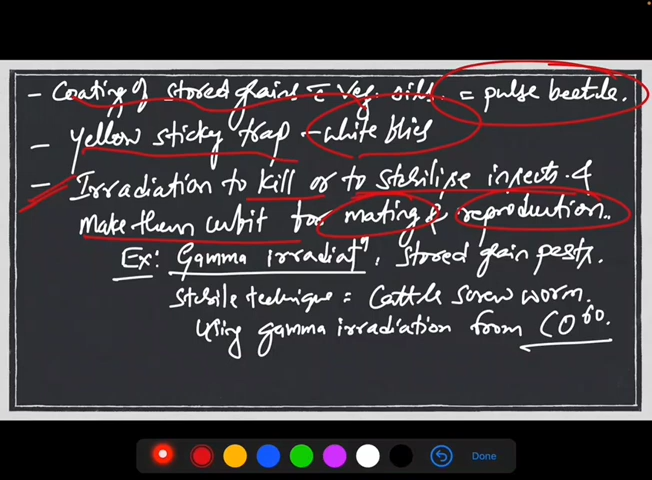 - Coating of stored grains c̄ veg. oils. = pulse beetle.
- Yellow sticky trap - white flies
- Irradiation to kill or to sterilise insects &
make them unfit for mating & reproduction.
Ex: Gamma irradiatⁿ, stored grain pests.
Sterile technique = Cattle screw worm.
Using gamma irradiation from CO⁶⁰.
Done